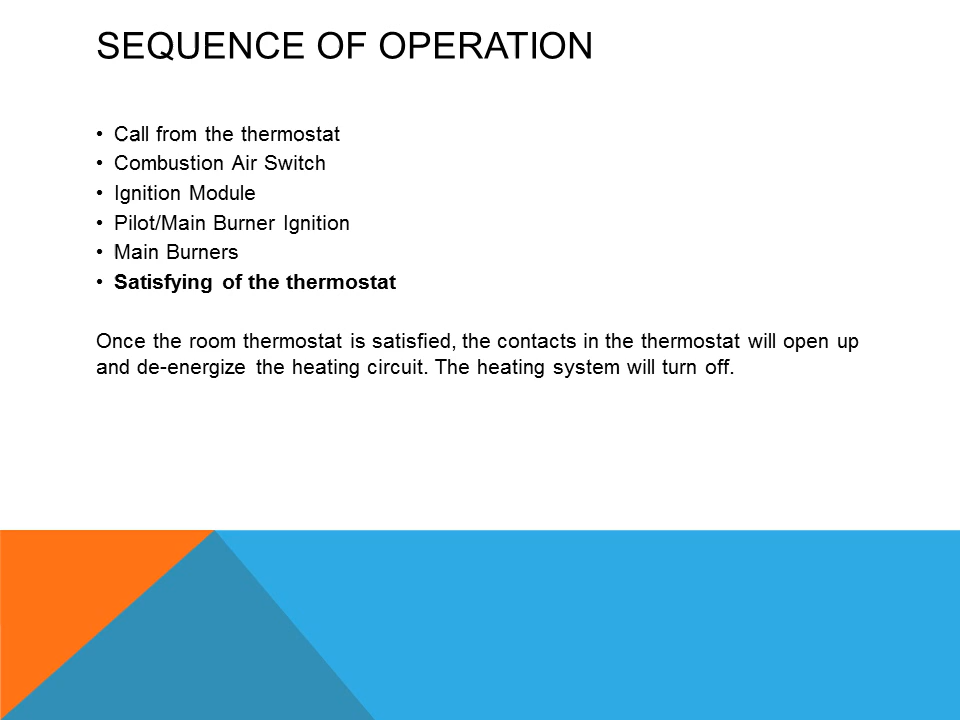 SEQUENCE OF OPERATION
• Call from the thermostat
• Combustion Air Switch
• Ignition Module
• Pilot/Main Burner Ignition
• Main Burners
• Satisfying of the thermostat
Once the room thermostat is satisfied, the contacts in the thermostat will open up
and de-energize the heating circuit. The heating system will turn off.